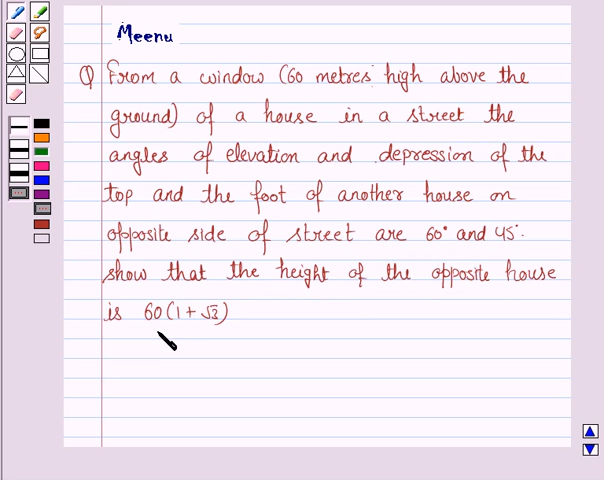 Meenu
Q From a window (60 metres high above the
ground) of a house in a street the
angles of elevation and depression of the
top and the foot of another house on
opposite side of street are 60° and 45°.
show that the height of the opposite house
is 60(1+√3)